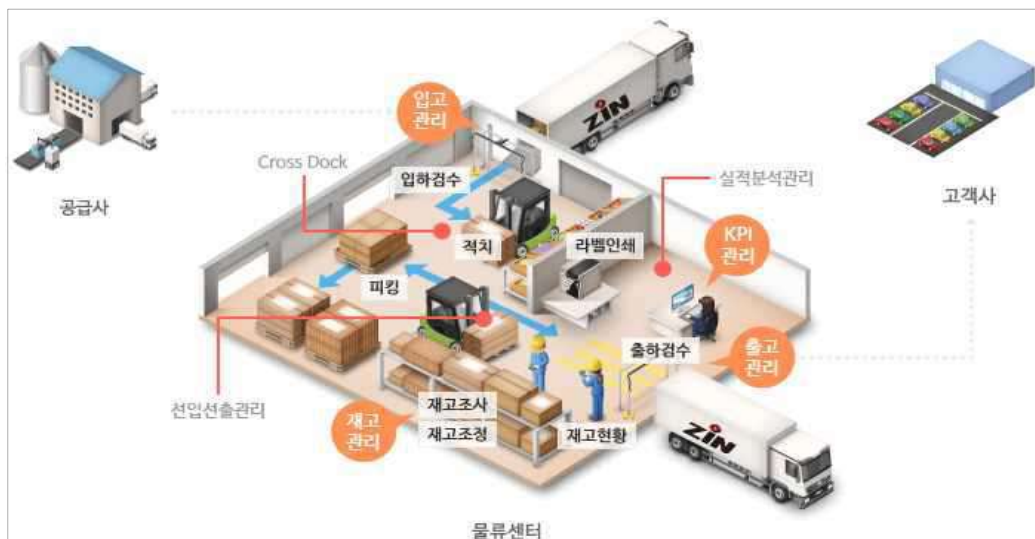 입고
관리
ZIN
Cross Dock
입하검수
실적분석관리
공급사
고객사
적치
라벨인쇄
KPI
관리
피킹
출하검수
출고
관리
선입선출관리
재고
관리
재고조사
재고조정
재고현황
ZIN
물류센터